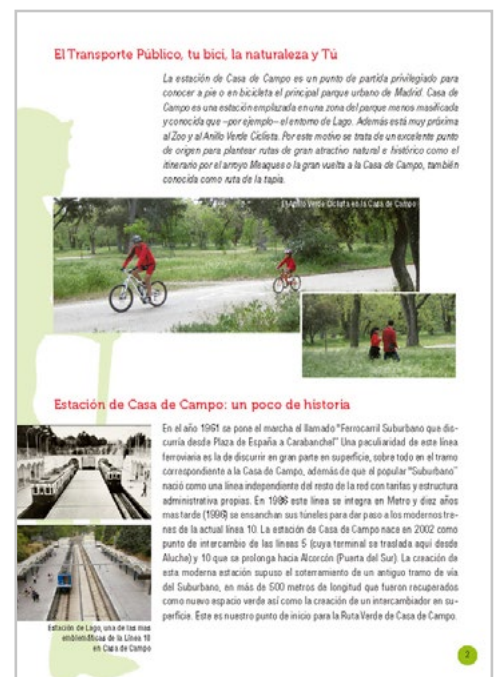 El Transporte Público, tu bici, la naturaleza y Tú
La estación de Casa de Campo es un punto de partida privilegiado para
conocer a pie o en bicicleta el principal parque urbano de Madrid. Casa de
Campo es una estación emplazada en una zona del parque menos masificada
y conocida que –por ejemplo– el entorno de Lago. Además está muy próxima
al Zoo y al Anillo Verde Ciclista. Por este motivo se trata de un excelente punto
de origen para plantear rutas de gran atractivo natural e histórico como el
itinerario por el arroyo Meaques o la gran vuelta a la Casa de Campo, también
conocida como ruta de la tapia.
El Anillo Verde Ciclista en la Casa de Campo
Estación de Casa de Campo: un poco de historia
En el año 1961 se pone el marcha el llamado "Ferrocarril Suburbano que dis-
curría desde Plaza de España a Carabanchel" Una peculiaridad de este línea
ferroviaria es la de discurrir en gran parte en superficie, sobre todo en el tramo
correspondiente a la Casa de Campo, además de que el popular "Suburbano"
nació como una línea independiente del resto de la red con tarifas y estructura
administrativa propias. En 1986 este línea se integra en Metro y diez años
mas tarde (1996) se ensanchan sus túneles para dar paso a los modernos tre-
nes de la actual línea 10. La estación de Casa de Campo nace en 2002 como
punto de intercambio de las líneas 5 (cuya terminal se traslada aquí desde
Alucha) y 10 que se prolonga hacia Alcorcón (Puerta del Sur). La creación de
esta moderna estación supuso el soterramiento de un antiguo tramo de vía
del Suburbano, en más de 500 metros de longitud que fueron recuperados
como nuevo espacio verde así como la creación de un intercambiador en su-
perficie. Este es nuestro punto de inicio para la Ruta Verde de Casa de Campo.
Estación de Lago, una de las mas
emblemáticas de la Línea 10
en Casa de Campo
2